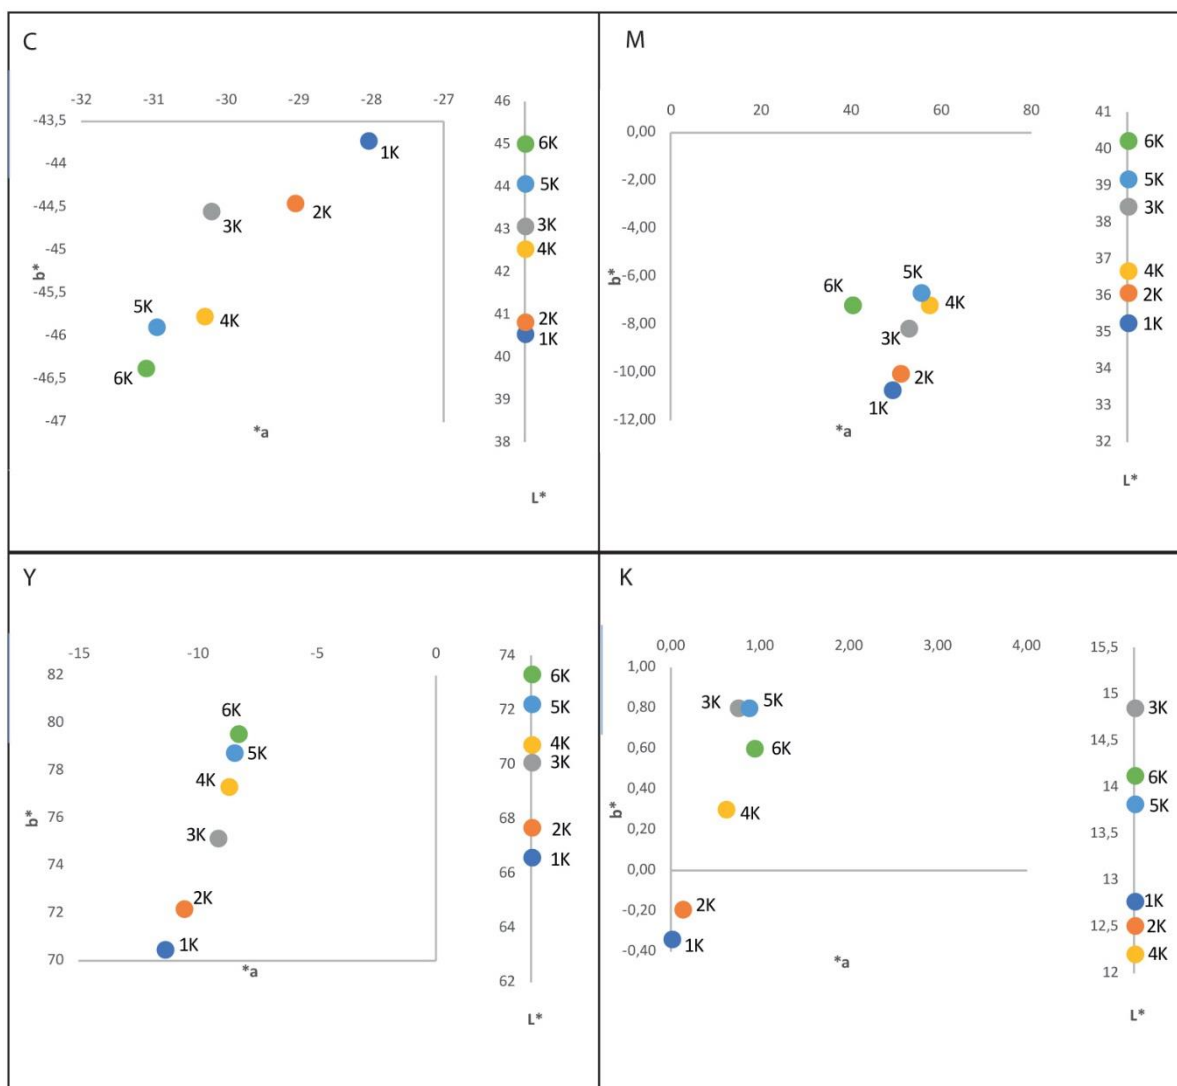 C
-32 -31 -30 -29 -28 -27
-43,5
-44
-44,5
-45
-45,5
-46
-46,5
-47
b*
*a
1K
2K
3K
4K
5K
6K
46
45
44
43
42
41
40
39
38
6K
5K
3K
4K
2K
1K
L*
M
0 20 40 60 80
0,00
-2,00
-4,00
-6,00
-8,00
-10,00
-12,00
b*
*a
5K
6K
4K
3K
2K
1K
41
40
39
38
37
36
35
34
33
32
6K
5K
3K
4K
2K
1K
L*
Y
-15 -10 -5 0
82
80
78
76
74
72
70
b*
*a
6K
5K
4K
3K
2K
1K
74
72
70
68
66
64
62
6K
5K
4K
3K
2K
1K
L*
K
0,00 1,00 2,00 3,00 4,00
1,00
0,80
0,60
0,40
0,20
0,00
-0,20
-0,40
b*
*a
3K 5K
6K
4K
2K
1K
15,5
15
14,5
14
13,5
13
12,5
12
3K
6K
5K
1K
2K
4K
L*